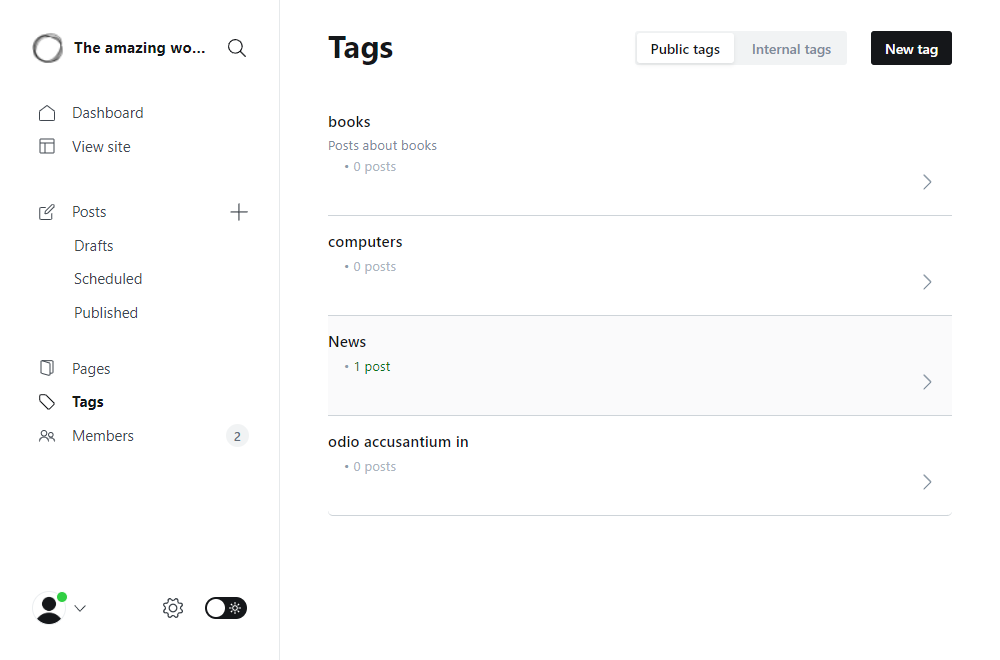 The amazing wo...
Dashboard
View site
Posts
Drafts
Scheduled
Published
Pages
Tags
Members 2
Tags
Public tags Internal tags New tag
books
Posts about books
• 0 posts
computers
• 0 posts
News
• 1 post
odio accusantium in
• 0 posts